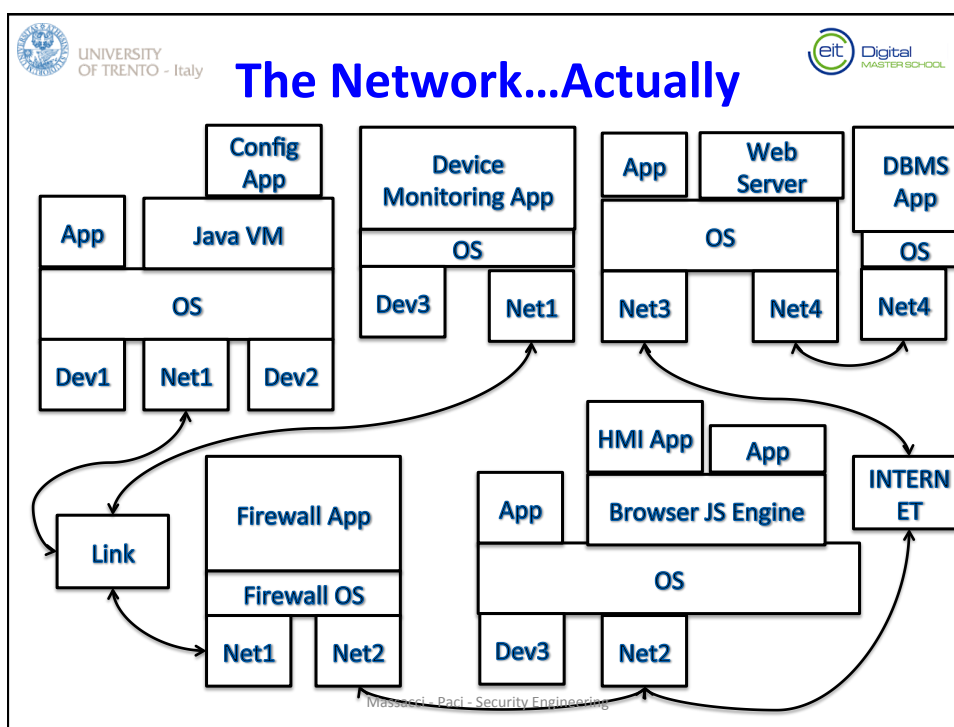 UNIVERSITY
OF TRENTO - Italy
eit Digital
MASTER SCHOOL
The Network…Actually
Config
App
App
Java VM
OS
Dev1
Net1
Dev2
Device
Monitoring App
OS
Dev3
Net1
App
Web
Server
OS
Net3
Net4
DBMS
App
OS
Net4
Link
Firewall App
Firewall OS
Net1
Net2
HMI App
App
App
Browser JS Engine
OS
Dev3
Net2
INTERN
ET
Massacci - Paci - Security Engineering